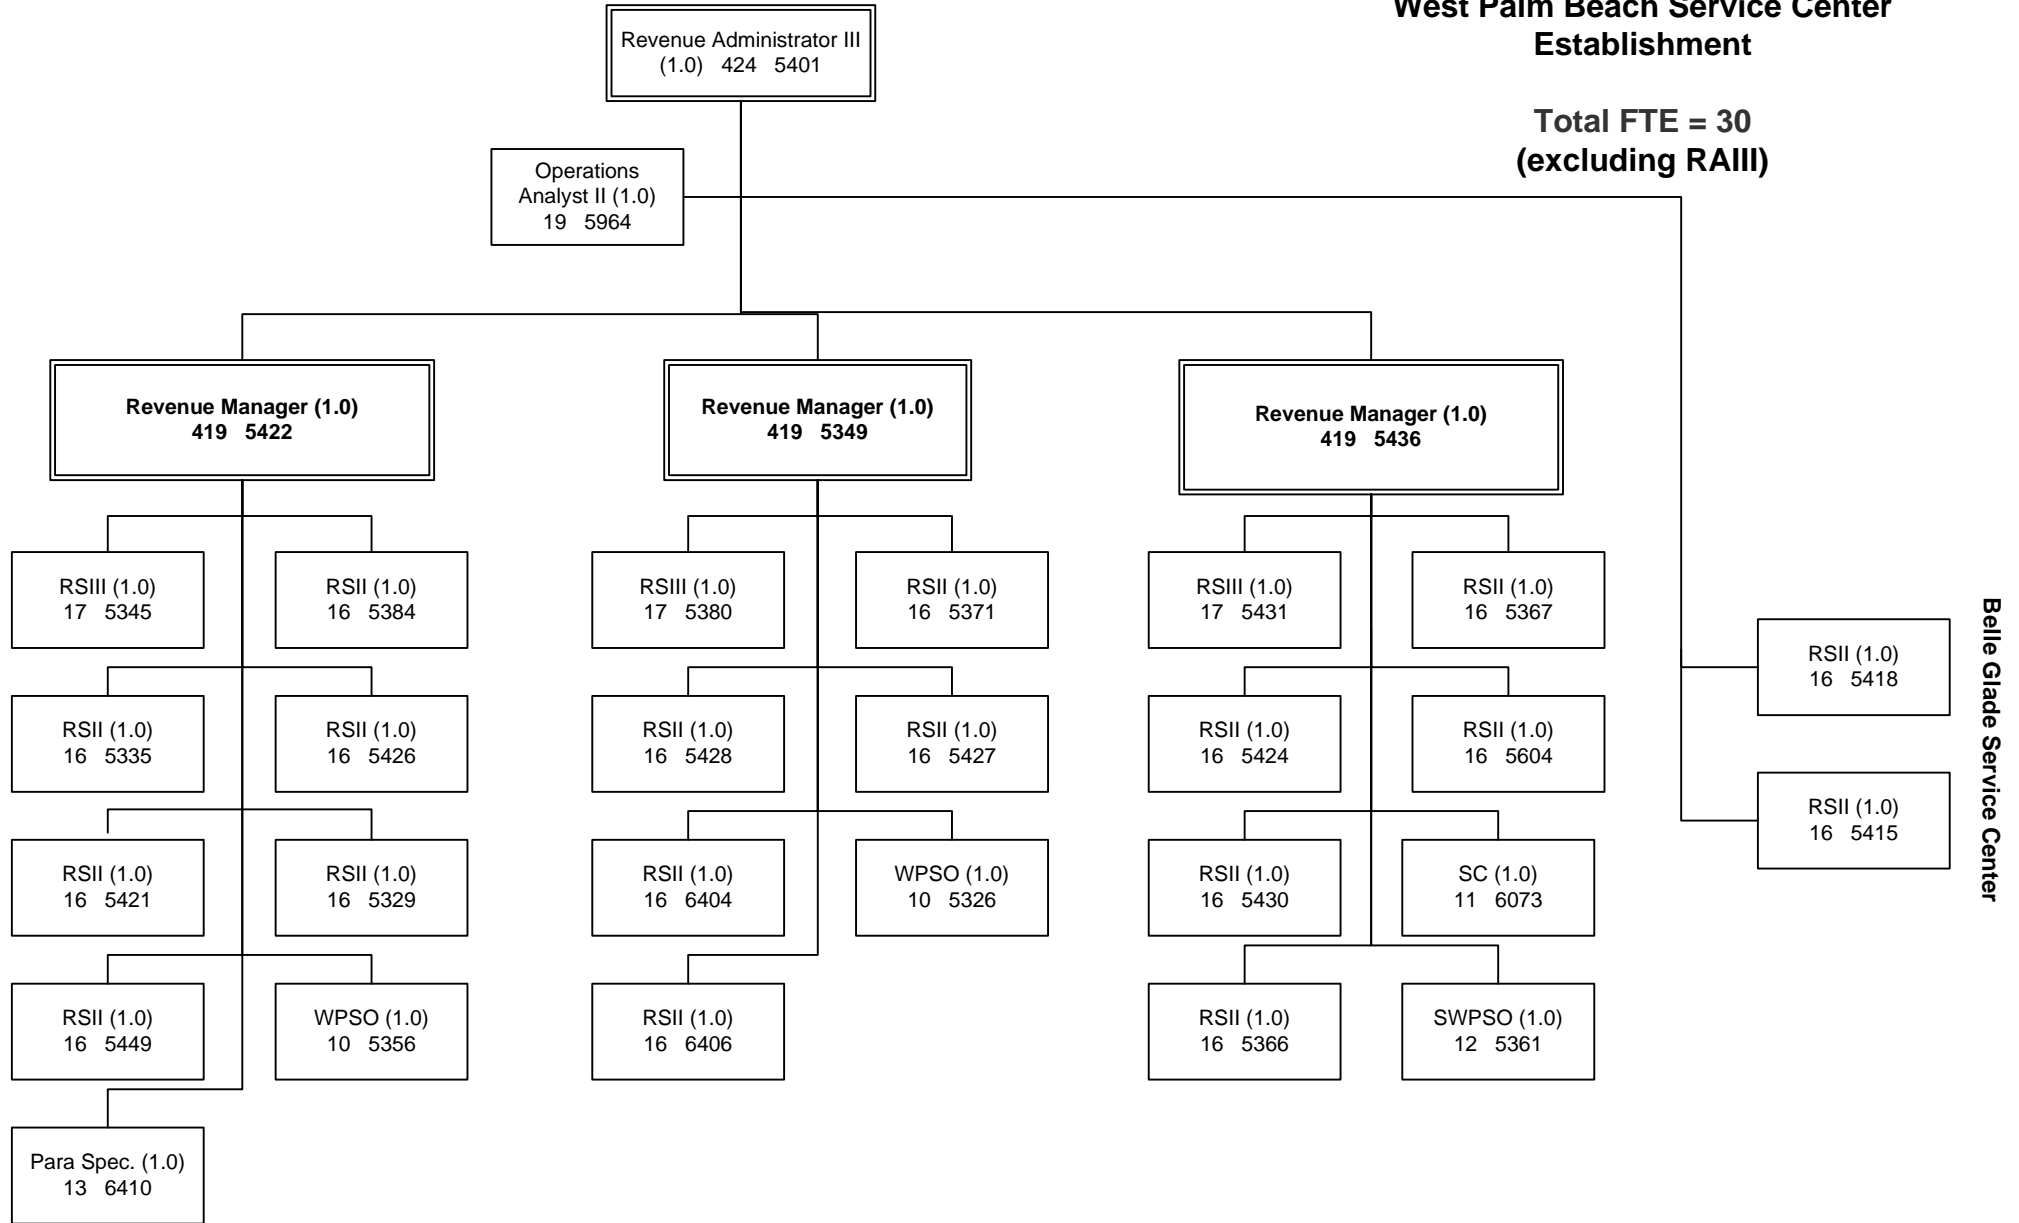 West Palm Beach Service Center
Establishment
Total FTE = 30
(excluding RAIII)
Revenue Administrator III
(1.0) 424 5401
Operations
Analyst II (1.0)
19 5964
Revenue Manager (1.0)
419 5422
Revenue Manager (1.0)
419 5349
Revenue Manager (1.0)
419 5436
RSIII (1.0)
17 5345
RSII (1.0)
16 5384
RSII (1.0)
16 5335
RSII (1.0)
16 5426
RSII (1.0)
16 5421
RSII (1.0)
16 5329
RSII (1.0)
16 5449
WPSO (1.0)
10 5356
Para Spec. (1.0)
13 6410
RSIII (1.0)
17 5380
RSII (1.0)
16 5371
RSII (1.0)
16 5428
RSII (1.0)
16 5427
RSII (1.0)
16 6404
WPSO (1.0)
10 5326
RSII (1.0)
16 6406
RSIII (1.0)
17 5431
RSII (1.0)
16 5367
RSII (1.0)
16 5424
RSII (1.0)
16 5604
RSII (1.0)
16 5430
SC (1.0)
11 6073
RSII (1.0)
16 5366
SWPSO (1.0)
12 5361
RSII (1.0)
16 5418
RSII (1.0)
16 5415
Belle Glade Service Center